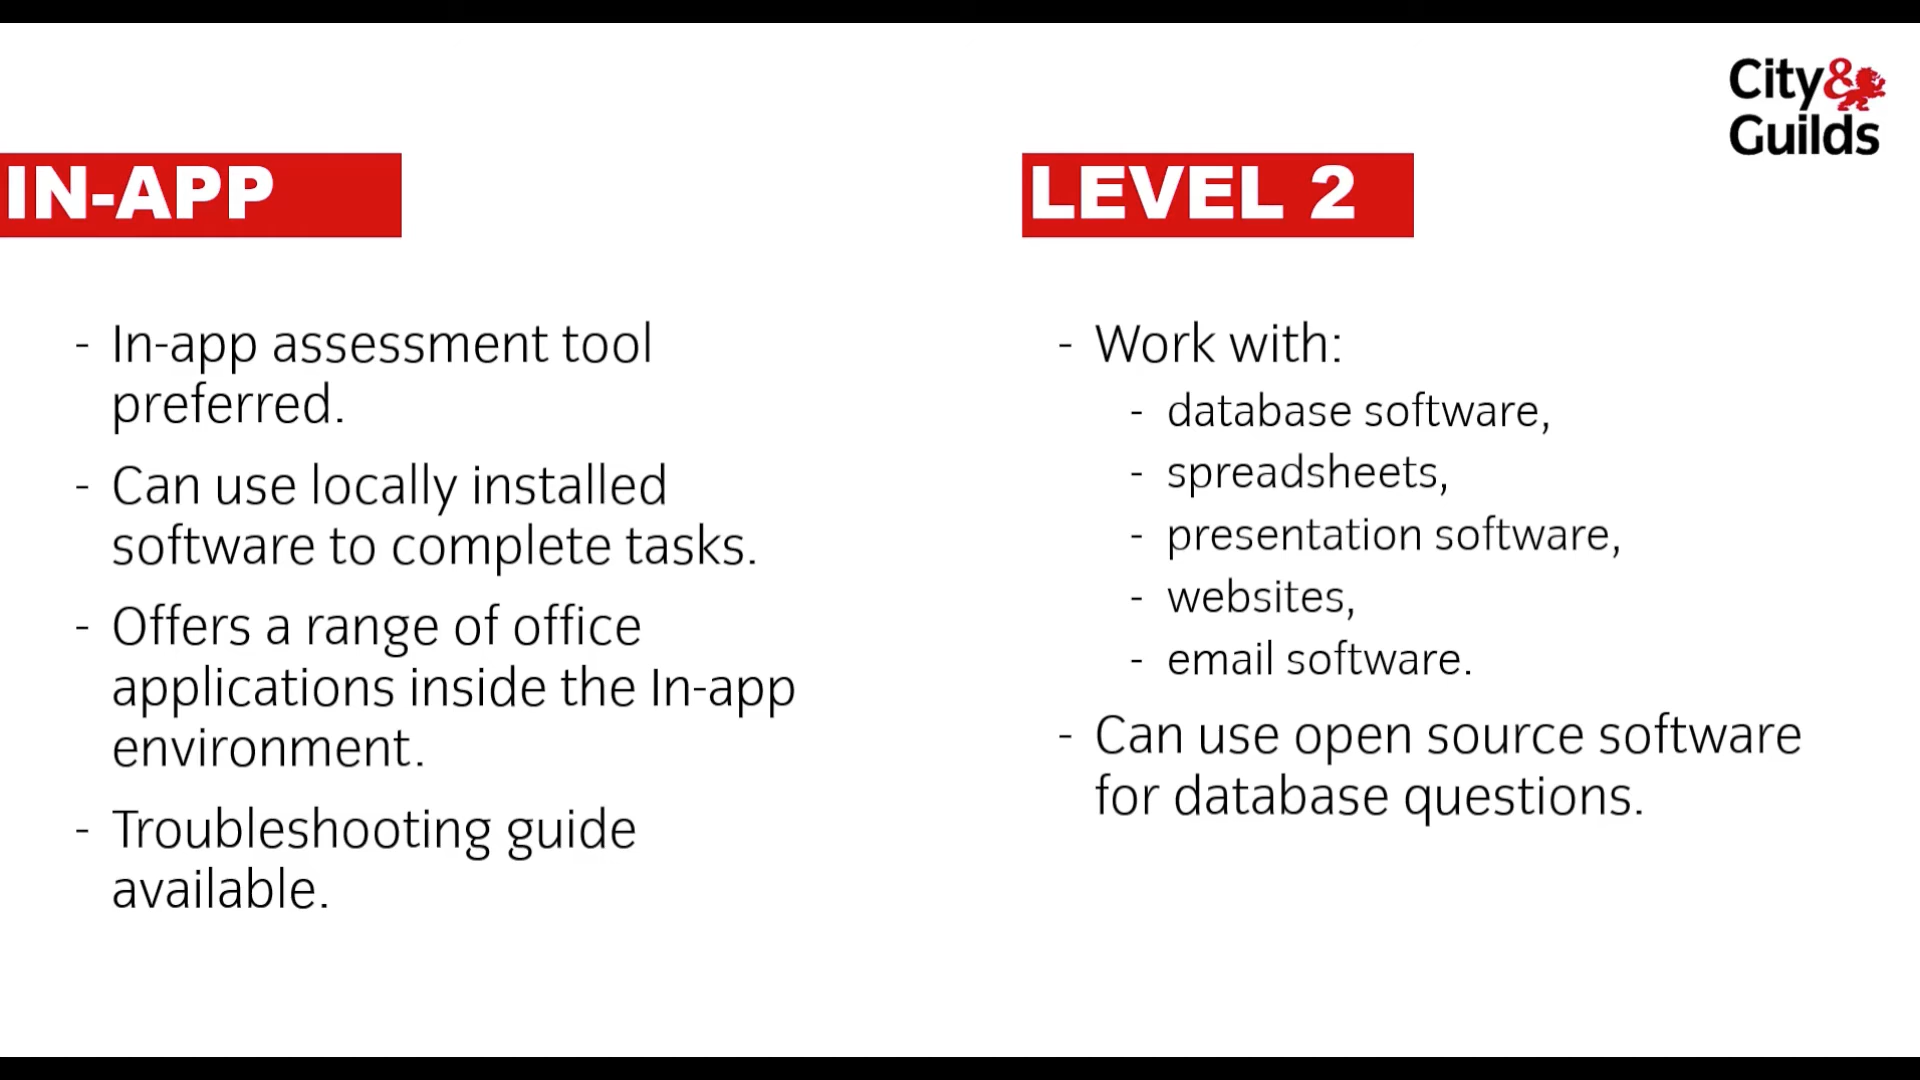 City&
Guilds
IN-APP
- In-app assessment tool
preferred.
- Can use locally installed
software to complete tasks.
- Offers a range of office
applications inside the In-app
environment.
- Troubleshooting guide
available.
LEVEL 2
- Work with:
- database software,
- spreadsheets,
- presentation software,
- websites,
- email software.
- Can use open source software
for database questions.